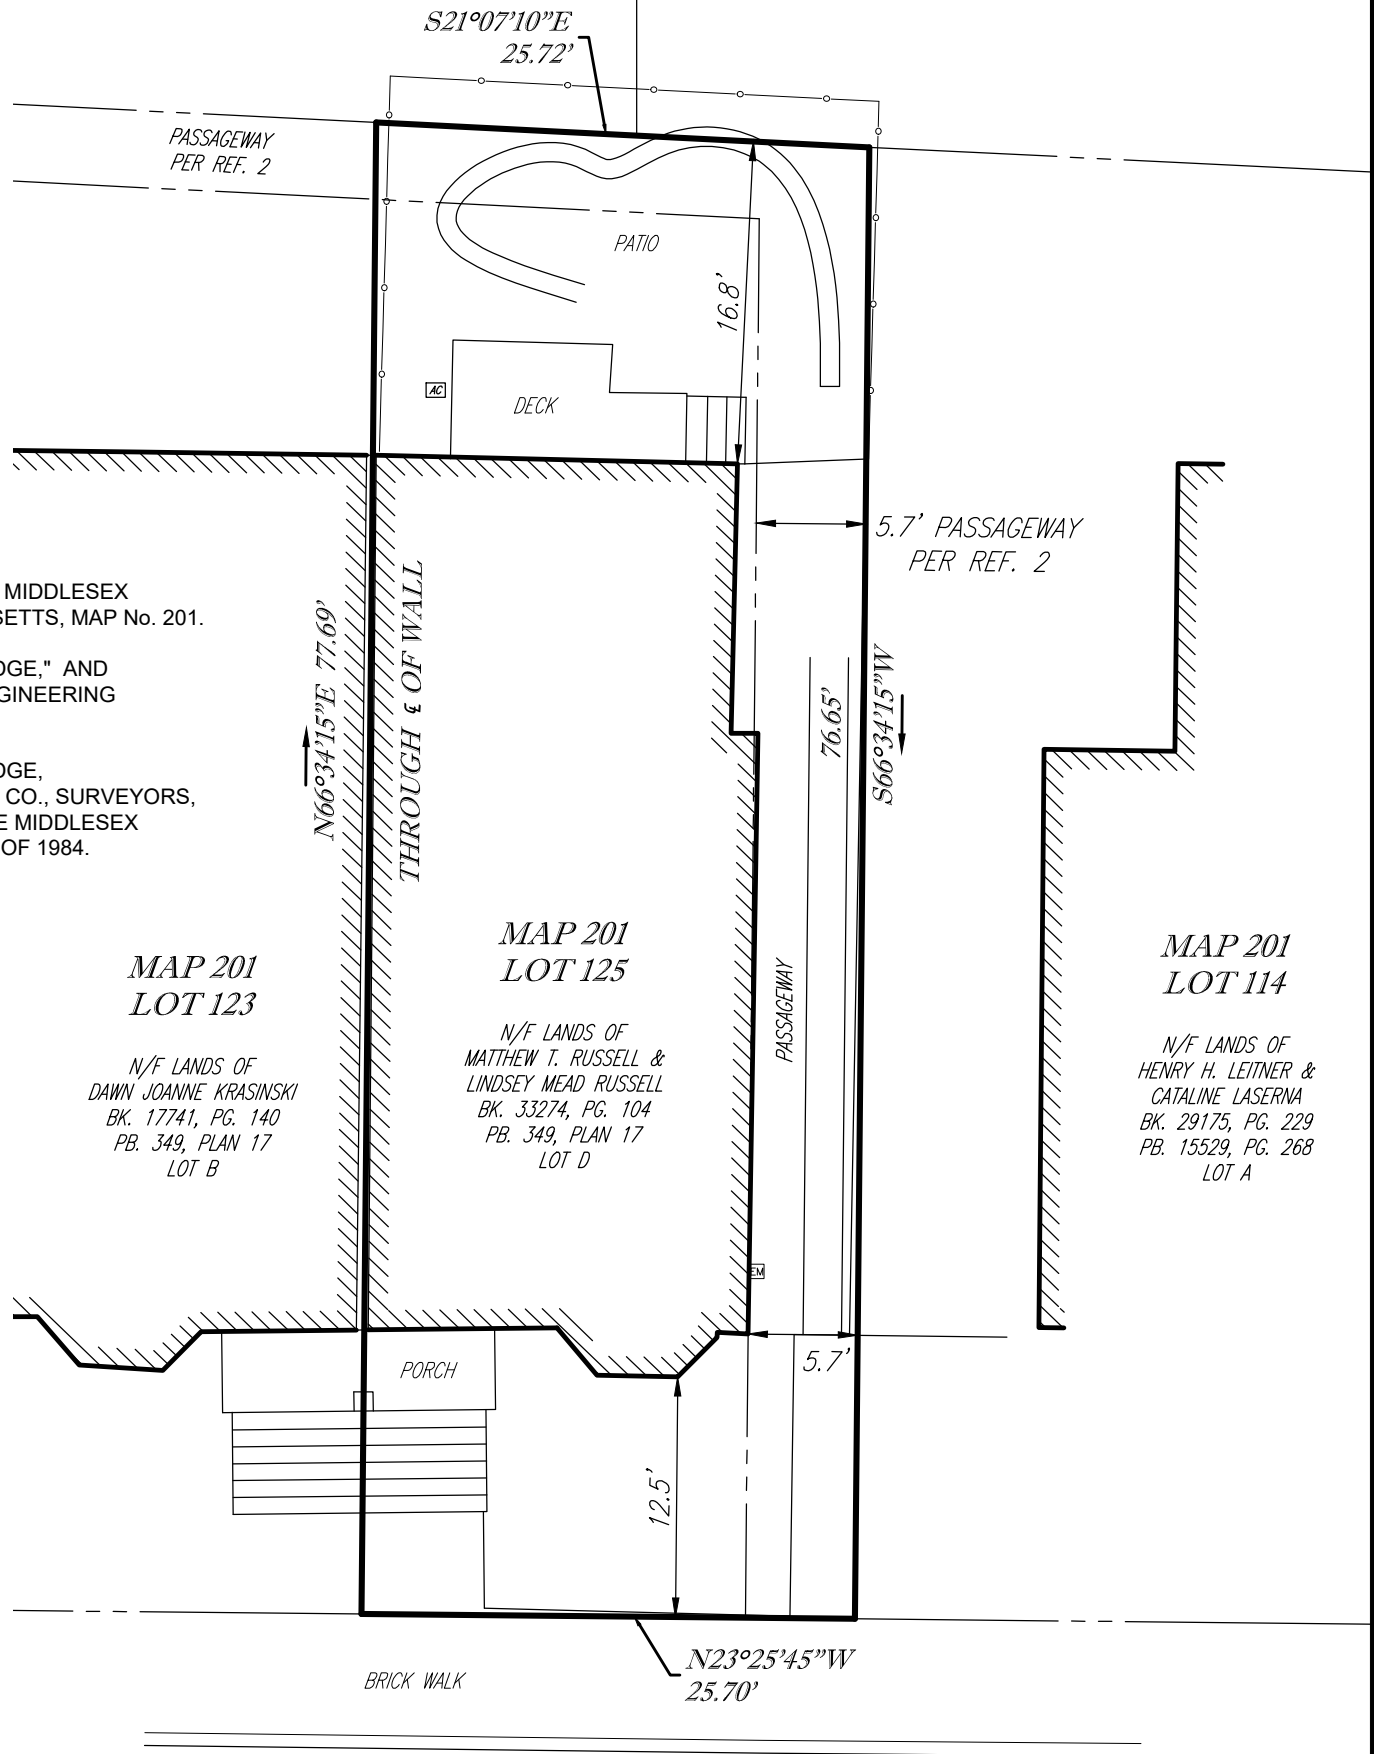 S21°07'10"E
25.72'
PASSAGEWAY
PER REF. 2
PATIO
16.8'
AC
DECK
5.7' PASSAGEWAY
PER REF. 2
MIDDLESEX
SETTS, MAP No. 201.
DGE," AND
GINEERING
DGE,
CO., SURVEYORS,
E MIDDLESEX
OF 1984.
N66°34'15"E 77.69'
THROUGH ℄ OF WALL
76.65'
S66°34'15"W
MAP 201
LOT 123
N/F LANDS OF
DAWN JOANNE KRASINSKI
BK. 17741, PG. 140
PB. 349, PLAN 17
LOT B
MAP 201
LOT 125
N/F LANDS OF
MATTHEW T. RUSSELL &
LINDSEY MEAD RUSSELL
BK. 33274, PG. 104
PB. 349, PLAN 17
LOT D
PASSAGEWAY
MAP 201
LOT 114
N/F LANDS OF
HENRY H. LEITNER &
CATALINE LASERNA
BK. 29175, PG. 229
PB. 15529, PG. 268
LOT A
EM
PORCH
5.7'
12.5'
N23°25'45"W
25.70'
BRICK WALK